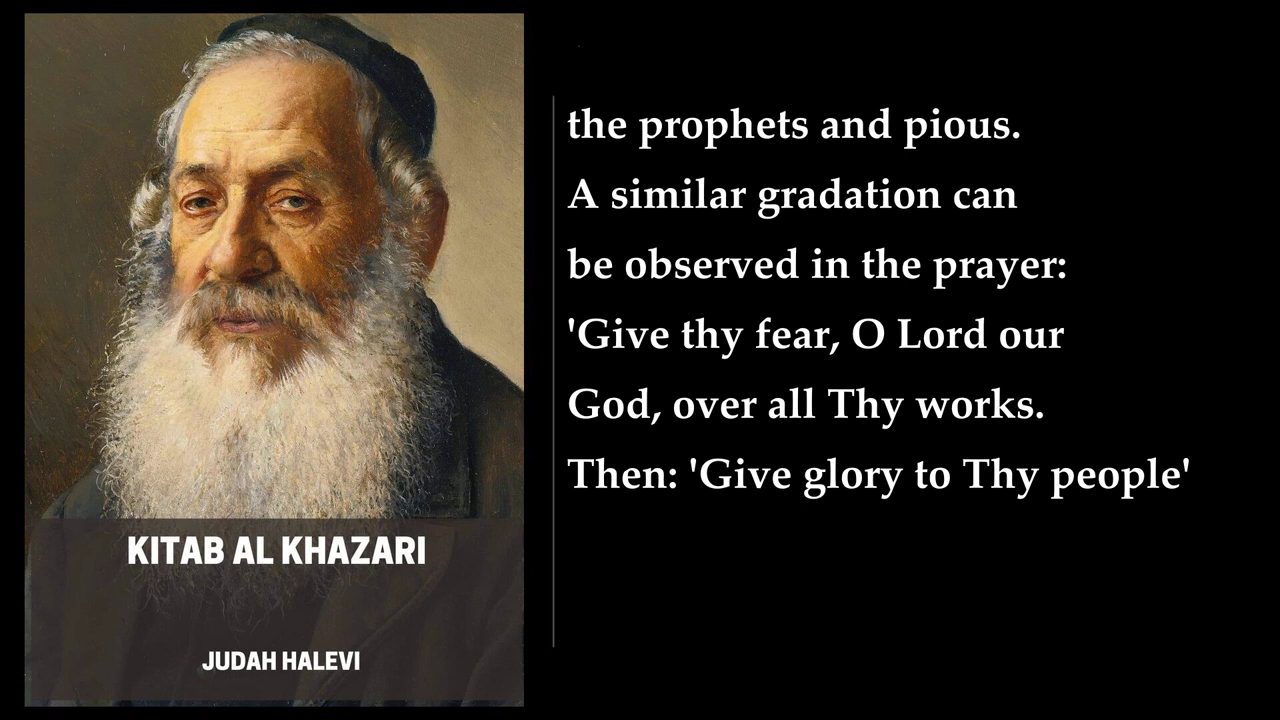 the prophets and pious.
A similar gradation can
be observed in the prayer:
'Give thy fear, O Lord our
God, over all Thy works.
Then: 'Give glory to Thy people'
KITAB AL KHAZARI
JUDAH HALEVI